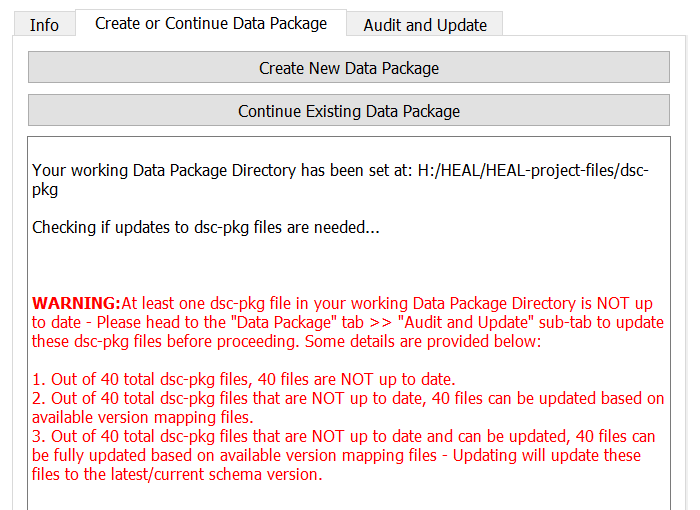 Info
Create or Continue Data Package
Audit and Update
Create New Data Package
Continue Existing Data Package
Your working Data Package Directory has been set at: H:/HEAL/HEAL-project-files/dsc-
pkg
Checking if updates to dsc-pkg files are needed...
WARNING:At least one dsc-pkg file in your working Data Package Directory is NOT up
to date - Please head to the "Data Package" tab >> "Audit and Update" sub-tab to update
these dsc-pkg files before proceeding. Some details are provided below:
1. Out of 40 total dsc-pkg files, 40 files are NOT up to date.
2. Out of 40 total dsc-pkg files that are NOT up to date, 40 files can be updated based on
available version mapping files.
3. Out of 40 total dsc-pkg files that are NOT up to date and can be updated, 40 files can
be fully updated based on available version mapping files - Updating will update these
files to the latest/current schema version.